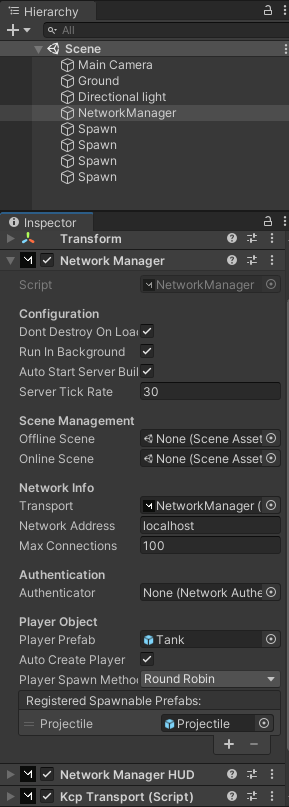 Hierarchy
All
Scene
Main Camera
Ground
Directional light
NetworkManager
Spawn
Spawn
Spawn
Spawn
Inspector
Transform
Network Manager
Script NetworkManager
Configuration
Dont Destroy On Loa
Run In Background
Auto Start Server Buil
Server Tick Rate 30
Scene Management
Offline Scene None (Scene Asset
Online Scene None (Scene Asset
Network Info
Transport NetworkManager (
Network Address localhost
Max Connections 100
Authentication
Authenticator None (Network Authe
Player Object
Player Prefab Tank
Auto Create Player
Player Spawn Metho Round Robin
Registered Spawnable Prefabs:
Projectile Projectile
Network Manager HUD
Kcp Transport (Script)